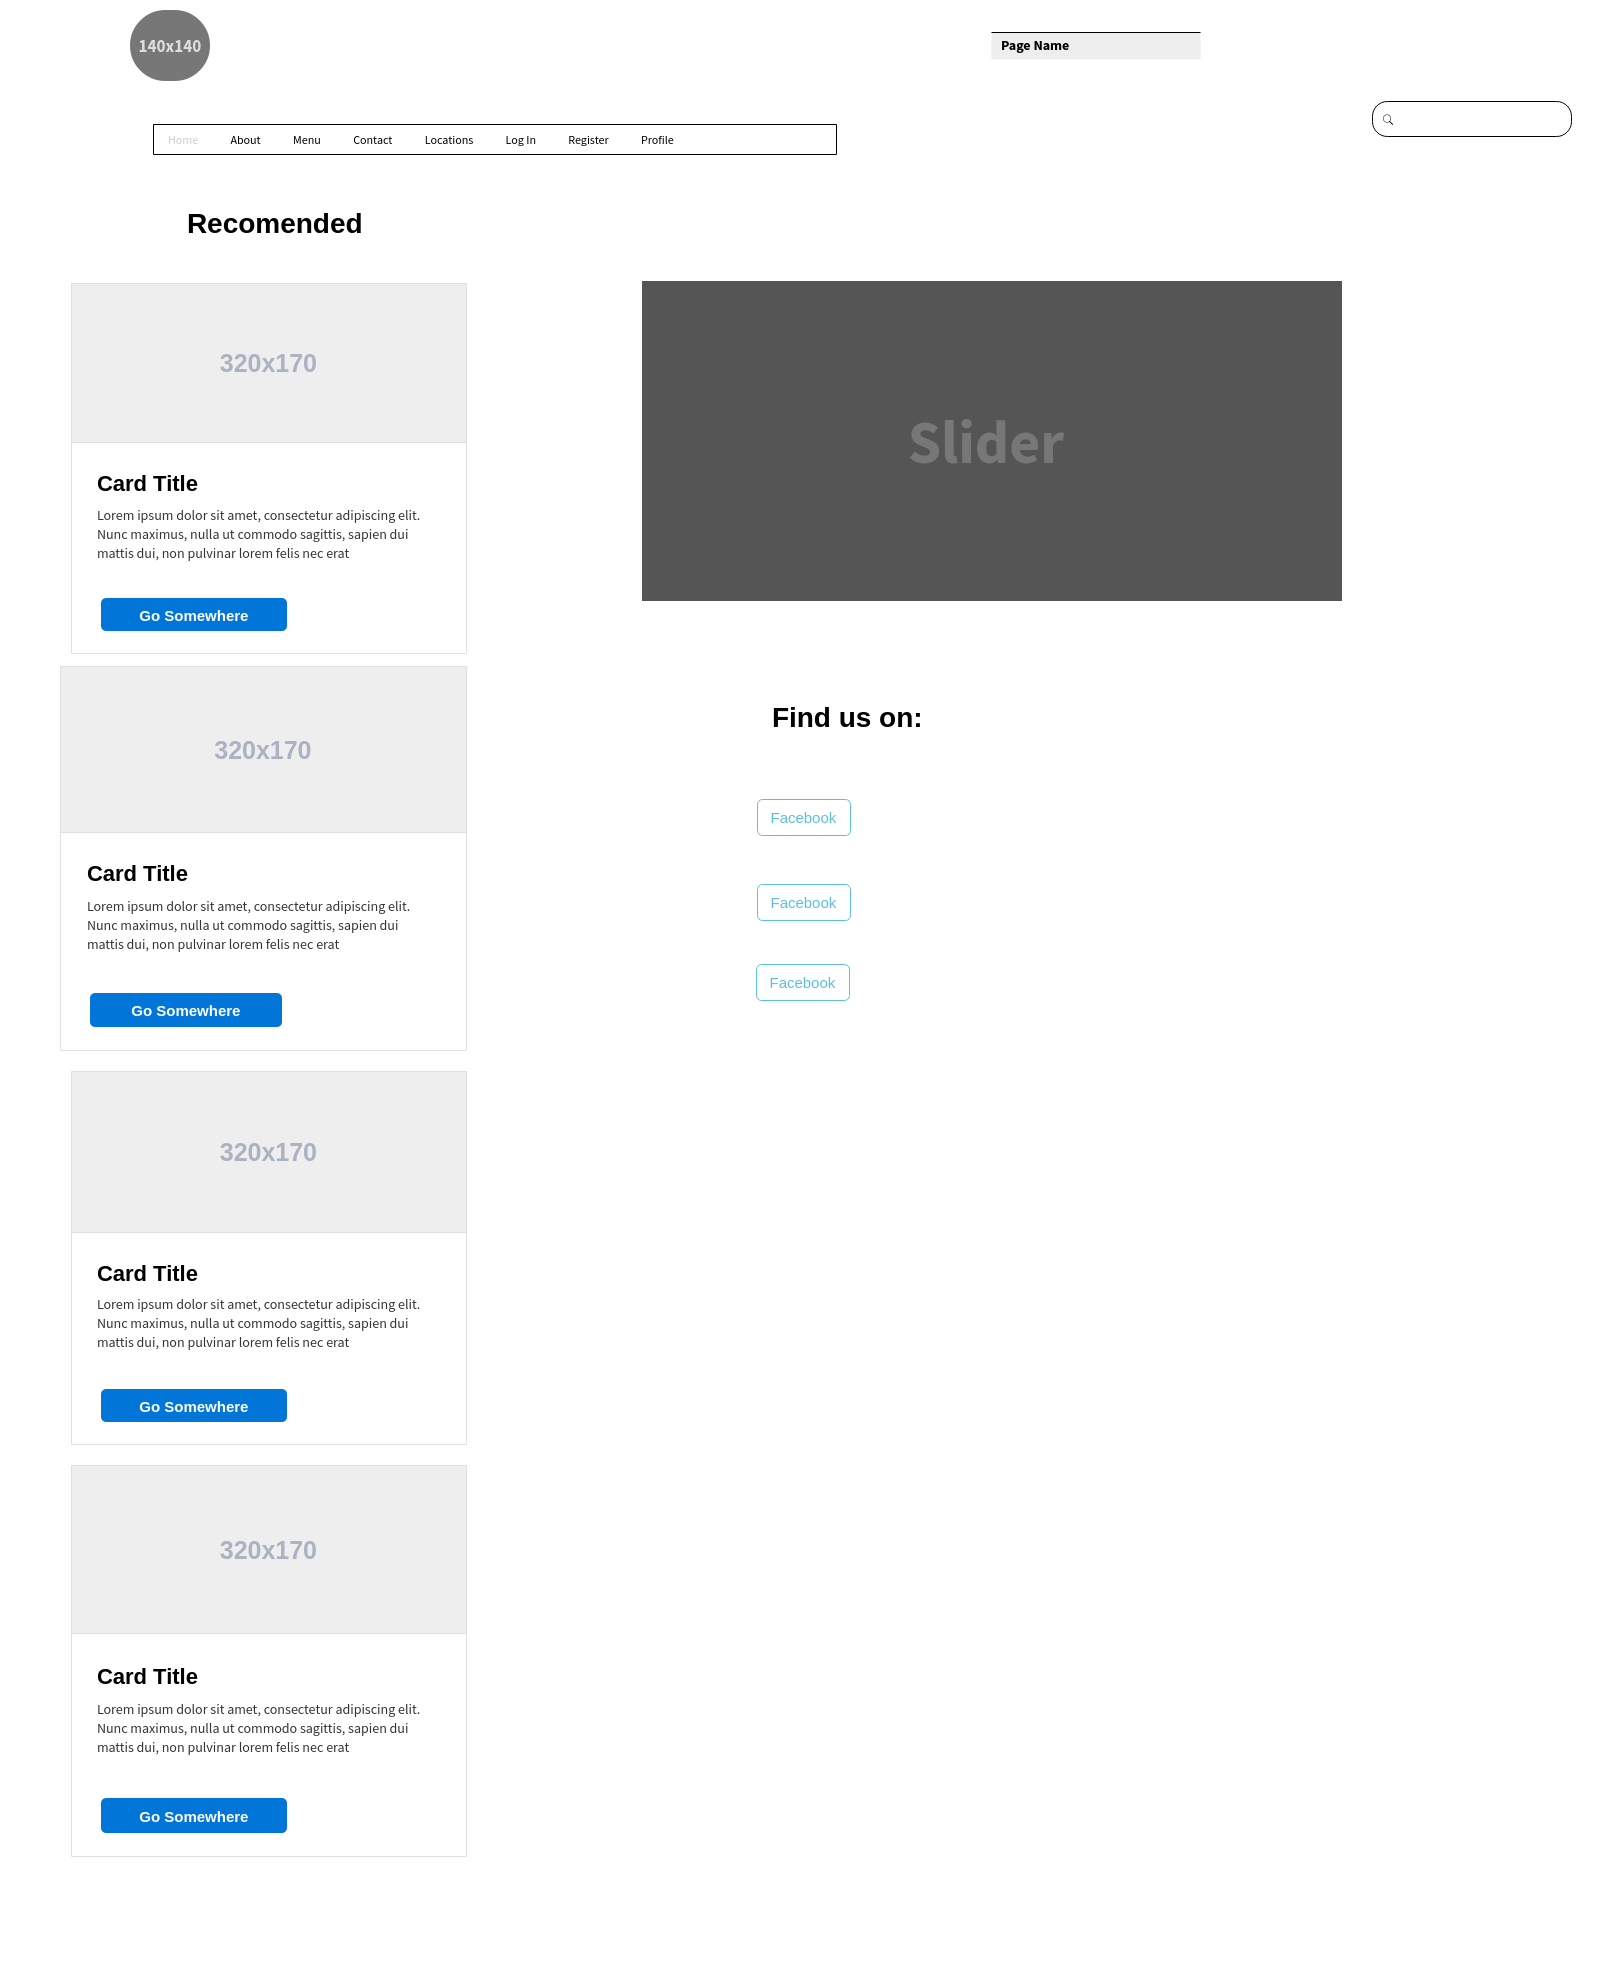 140x140
Page Name
Home About Menu Contact Locations Log In Register Profile
Recomended
320x170
Card Title
Lorem ipsum dolor sit amet, consectetur adipiscing elit.
Nunc maximus, nulla ut commodo sagittis, sapien dui
mattis dui, non pulvinar lorem felis nec erat
Go Somewhere
320x170
Card Title
Lorem ipsum dolor sit amet, consectetur adipiscing elit.
Nunc maximus, nulla ut commodo sagittis, sapien dui
mattis dui, non pulvinar lorem felis nec erat
Go Somewhere
320x170
Card Title
Lorem ipsum dolor sit amet, consectetur adipiscing elit.
Nunc maximus, nulla ut commodo sagittis, sapien dui
mattis dui, non pulvinar lorem felis nec erat
Go Somewhere
320x170
Card Title
Lorem ipsum dolor sit amet, consectetur adipiscing elit.
Nunc maximus, nulla ut commodo sagittis, sapien dui
mattis dui, non pulvinar lorem felis nec erat
Go Somewhere
Slider
Find us on:
Facebook
Facebook
Facebook